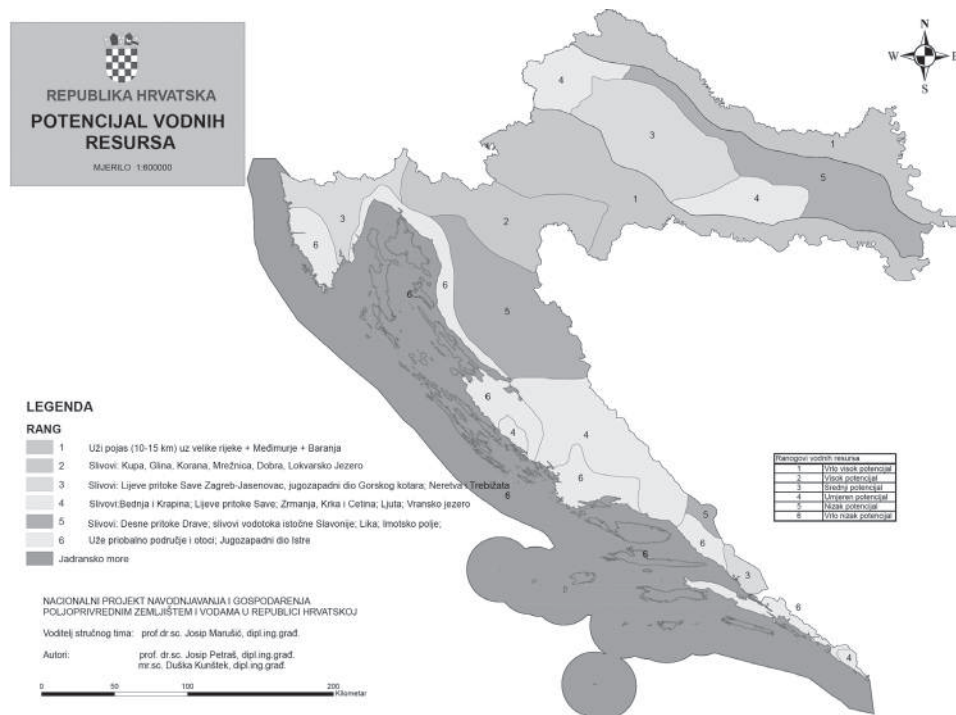 REPUBLIKA HRVATSKA
POTENCIJAL VODNIH
RESURSA
MJERILO 1:600000
N
W E
S
4
3
1
5
4
1
2
3
6
6
6
5
6
4
4
6
6
5
6
6
3
6
4
LEGENDA
RANG
1 Uži pojas (10-15 km) uz velike rijeke + Međimurje + Baranja
2 Slivovi: Kupa, Glina, Korana, Mrežnica, Dobra, Lokvarsko Jezero
3 Slivovi: Lijeve pritoke Save Zagreb-Jasenovac, jugozapadni dio Gorskog kotara, Neretva i Trebižata
4 Slivovi:Bednja i Krapina; Lijeve pritoke Save; Zrmanja, Krka i Cetina; Ljuta; Vransko jezero
5 Slivovi: Desne pritoke Drave; slivovi vodotoka istočne Slavonije; Lika; Imotsko polje;
6 Uže priobalno područje i otoci; Jugozapadni dio Istre
Jadransko more
Rangovi vodnih resursa
1 Vrlo visok potencijal
2 Visok potencijal
3 Srednji potencijal
4 Umjeren potencijal
5 Nizak potencijal
6 Vrlo nizak potencijal
NACIONALNI PROJEKT NAVODNJAVANJA I GOSPODARENJA
POLJOPRIVREDNIM ZEMLJIŠTEM I VODAMA U REPUBLICI HRVATSKOJ
Voditelj stručnog tima: prof.dr.sc. Josip Marušić, dipl.ing.građ.
Autori: prof. dr.sc. Josip Petraš, dipl.ing.građ.
mr.sc. Duška Kunštek, dipl.ing.građ.
0 50 100 200
Kilometar